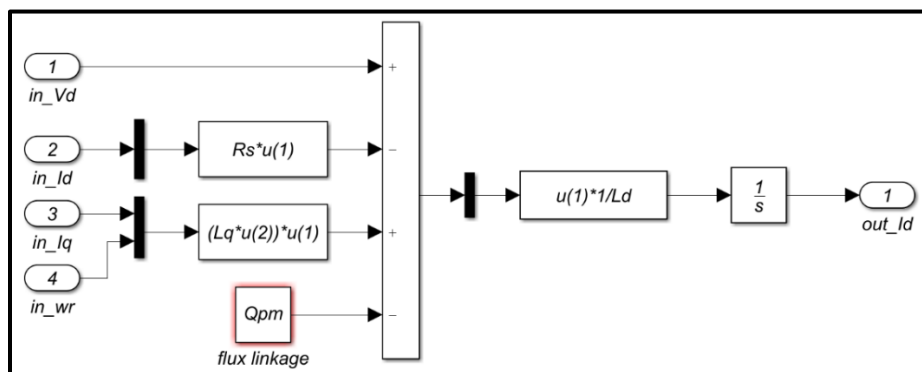 1
in_Vd
+
2
in_Id
Rs*u(1)
−
3
in_Iq
(Lq*u(2))*u(1)
+
4
in_wr
Qpm
flux linkage
−
u(1)*1/Ld
1
s
1
out_Id